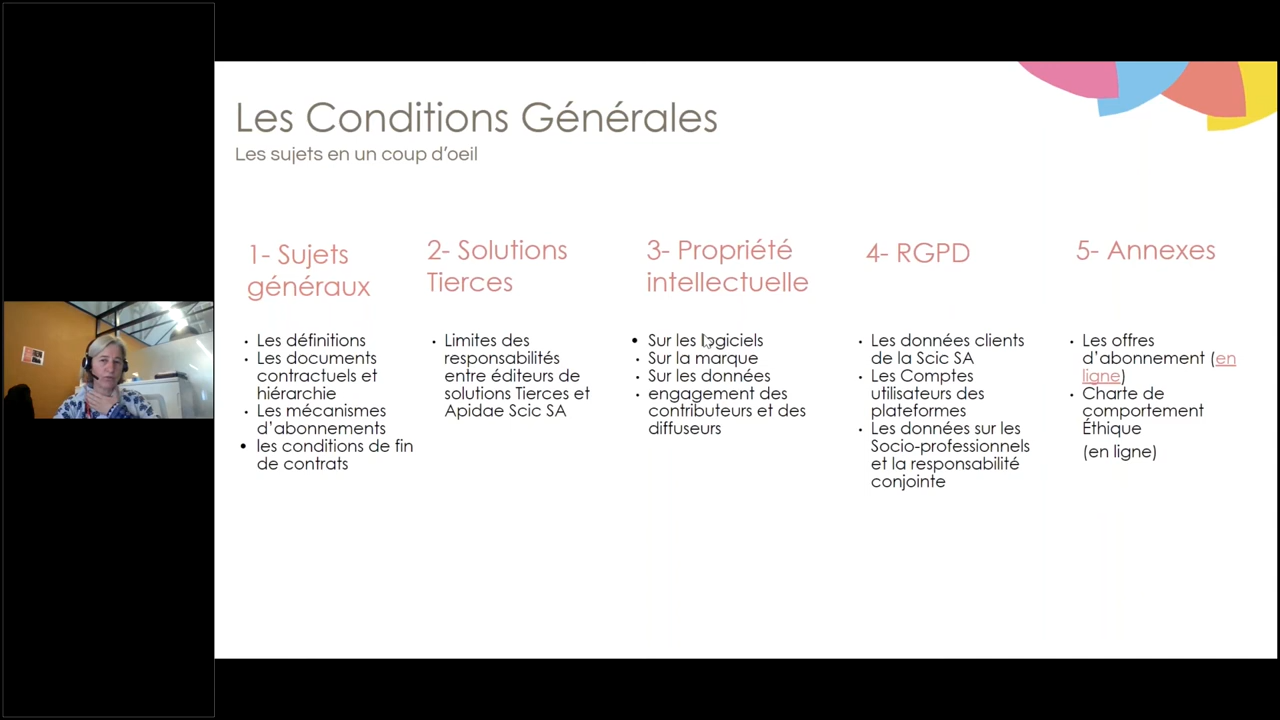 Les Conditions Générales
Les sujets en un coup d'oeil
1- Sujets
généraux
• Les définitions
• Les documents
contractuels et
hiérarchie
• Les mécanismes
d'abonnements
• les conditions de fin
de contrats
2- Solutions
Tierces
• Limites des
responsabilités
entre éditeurs de
solutions Tierces et
Apidae Scic SA
3- Propriété
intellectuelle
• Sur les logiciels
• Sur la marque
• Sur les données
• engagement des
contributeurs et des
diffuseurs
4- RGPD
• Les données clients
de la Scic SA
• Les Comptes
utilisateurs des
plateformes
• Les données sur les
Socio-professionnels
et la responsabilité
conjointe
5- Annexes
• Les offres
d'abonnement (en
ligne)
• Charte de
comportement
Éthique
(en ligne)